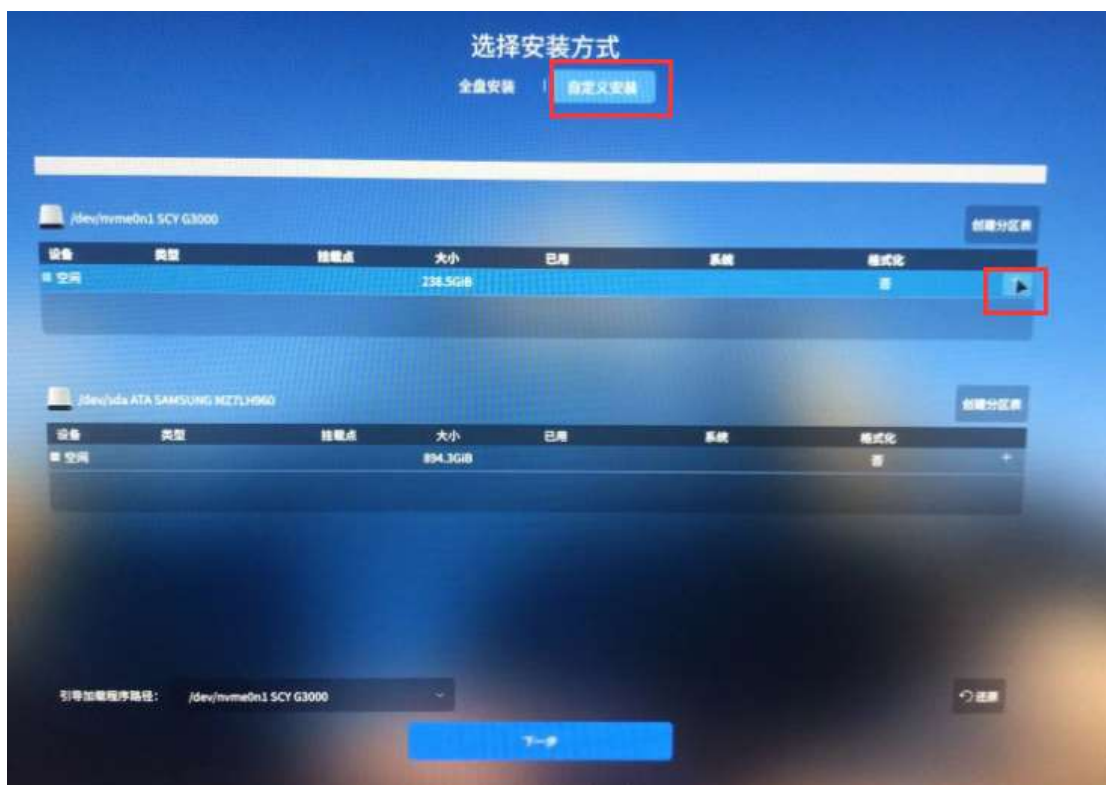 选择安装方式
全盘安装 | 自定义安装
/dev/nvme0n1 SCY G3000 创建分区表
设备 类型 挂载点 大小 已用 系统 格式化
空闲 238.5GiB 否
/dev/sda ATA SAMSUNG MZ7LH960 创建分区表
设备 类型 挂载点 大小 已用 系统 格式化
空闲 894.3GiB 否 +
引导加载程序路径: /dev/nvme0n1 SCY G3000 还原
下一步